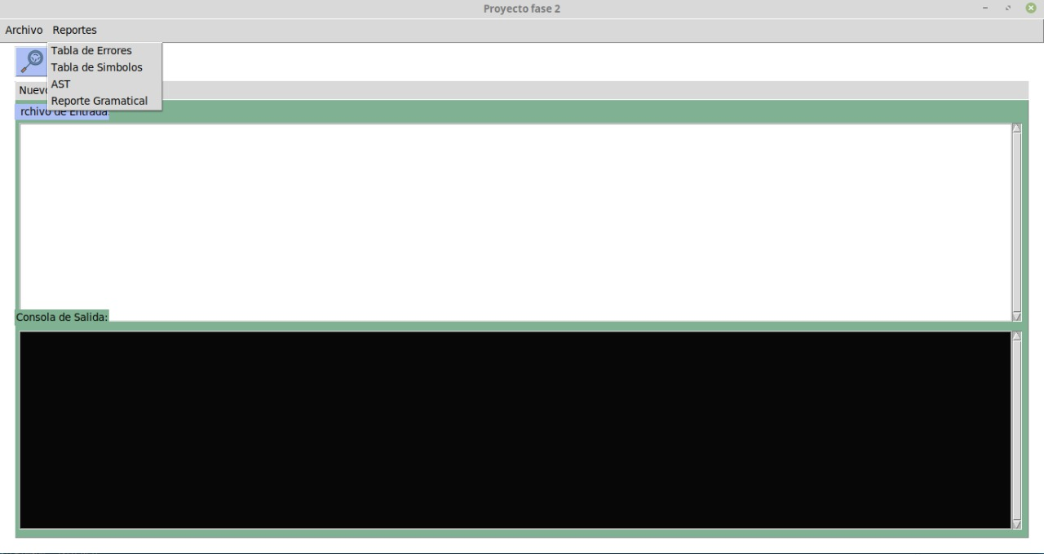 Proyecto fase 2
Archivo Reportes
Tabla de Errores
Tabla de Simbolos
AST
Reporte Gramatical
Nuevo
rchivo de Entrada
Consola de Salida: